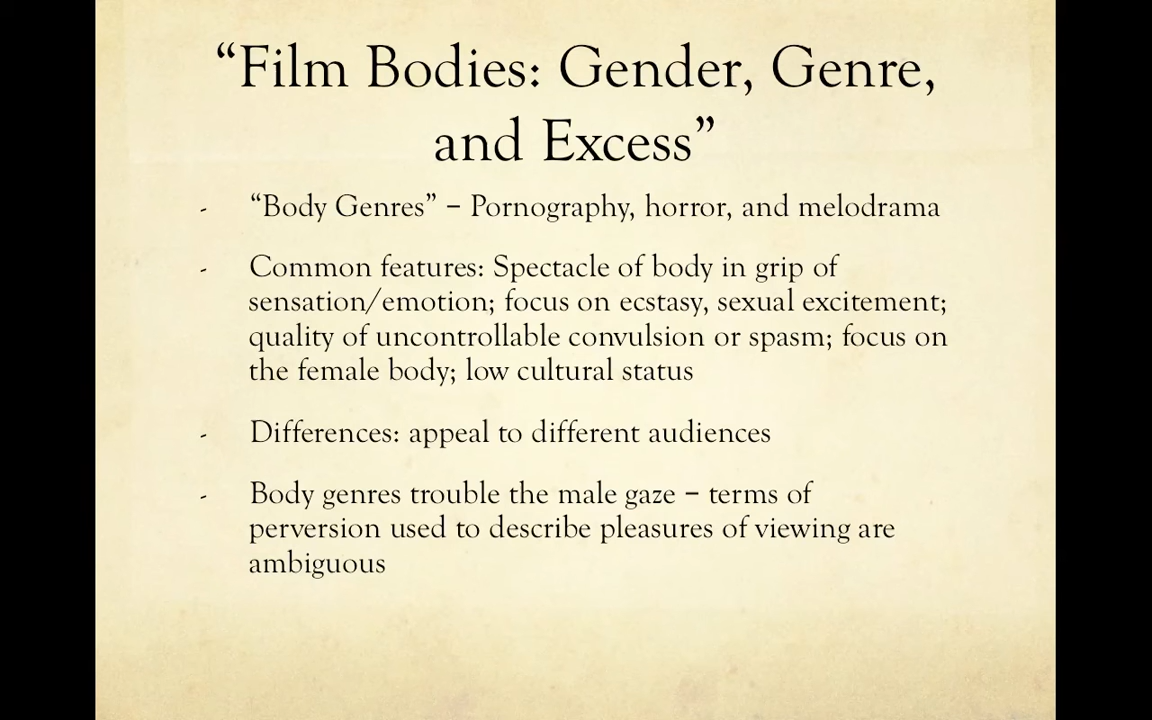 “Film Bodies: Gender, Genre,
and Excess”
- “Body Genres” – Pornography, horror, and melodrama
- Common features: Spectacle of body in grip of
sensation/emotion; focus on ecstasy, sexual excitement;
quality of uncontrollable convulsion or spasm; focus on
the female body; low cultural status
- Differences: appeal to different audiences
- Body genres trouble the male gaze – terms of
perversion used to describe pleasures of viewing are
ambiguous